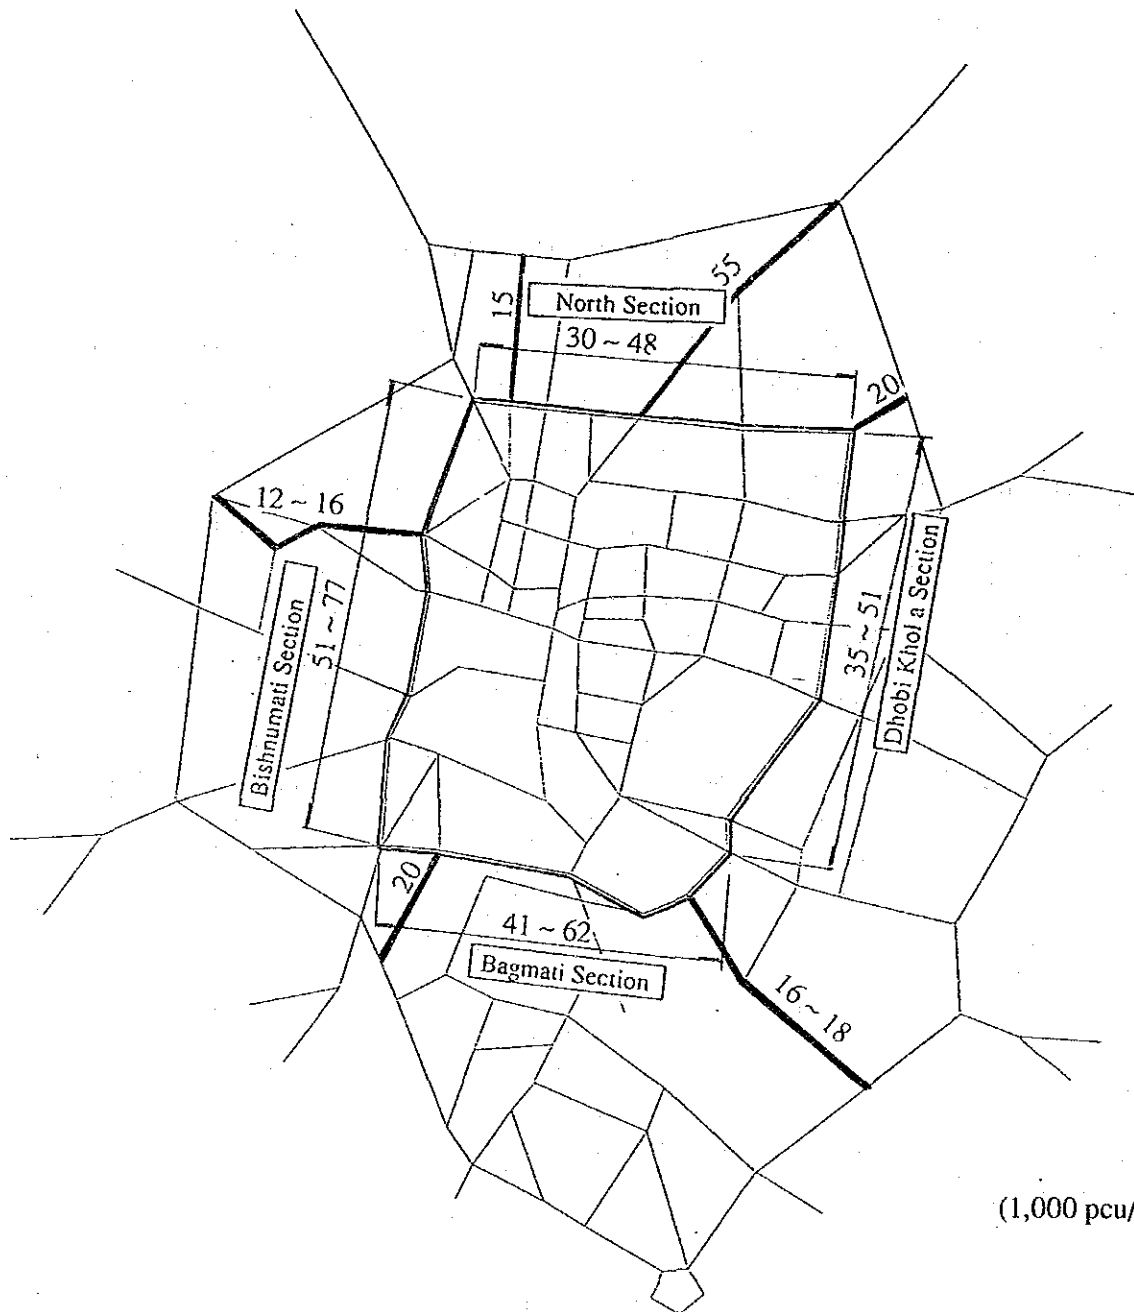 55
15
North Section
30 ~ 48
20
12 ~ 16
51 ~ 77
Bishnumati Section
35 ~ 51
Dhobi Khol a Section
20
41 ~ 62
Bagmati Section
16 ~ 18
(1,000 pcu/